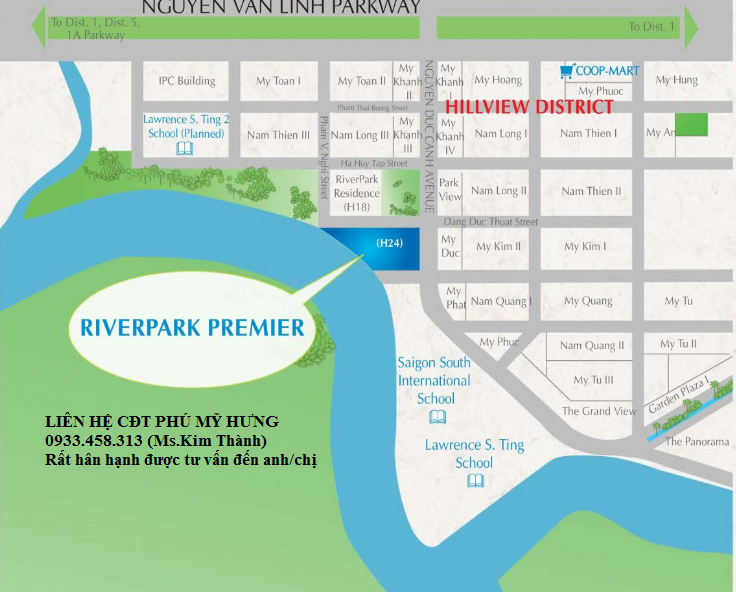 NGUYEN VAN LINH PARKWAY
To Dist. 1, Dist. 5,
1A Parkway
To Dist. 1
IPC Building
My Toan I
My Toan II
My
Khanh
II
My
Khanh
I
My Hoang
COOP-MART
My Phuoc
My Hung
Pham Thai Buong Street
HILLVIEW DISTRICT
Lawrence S. Ting 2
School (Planned)
Nam Thien III
Nam Long III
My
Khanh
III
My
Khanh
IV
Nam Long I
Nam Thien I
My An
NGUYEN DUC CANH AVENUE
Pham V. Nghi Street
Ha Huy Tap Street
RiverPark
Residence
(H18)
Park
View
Nam Long II
Nam Thien II
Dang Duc Thuat Street
(H24)
My
Duc
My Kim II
My Kim I
RIVERPARK PREMIER
My
Phat
Nam Quang I
My Quang
My Tu
My Phuc
Nam Quang II
My Tu II
My Tu III
Garden Plaza I
The Grand View
The Panorama
Saigon South
International
School
Lawrence S. Ting
School
LIÊN HỆ CĐT PHÚ MỸ HƯNG
0933.458.313 (Ms.Kim Thành)
Rất hân hạnh được tư vấn đến anh/chị